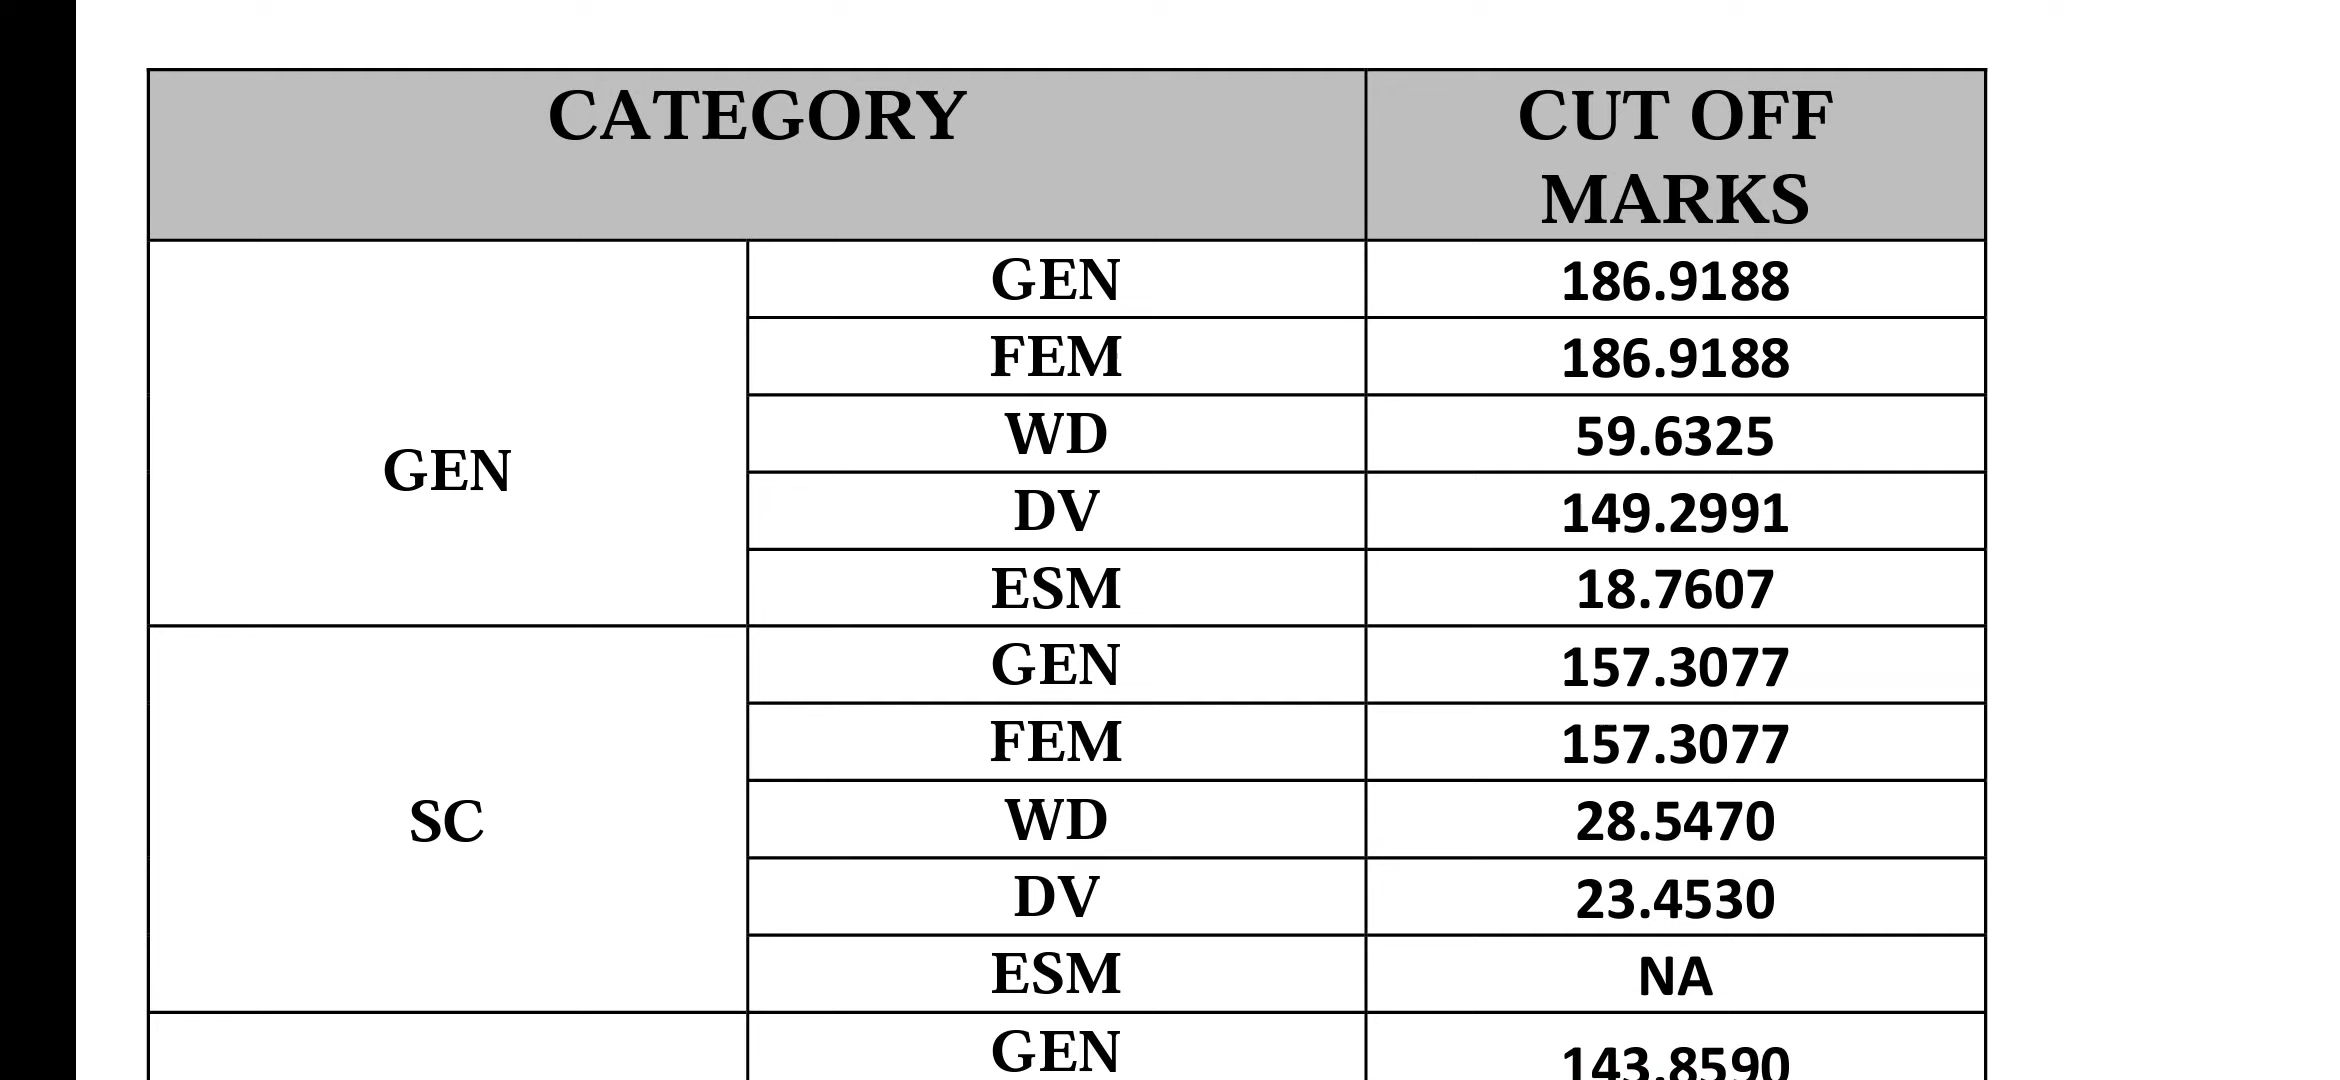 CATEGORY CUT OFF
MARKS
GEN GEN 186.9188
FEM 186.9188
WD 59.6325
DV 149.2991
ESM 18.7607
SC GEN 157.3077
FEM 157.3077
WD 28.5470
DV 23.4530
ESM NA
GEN 143.8590